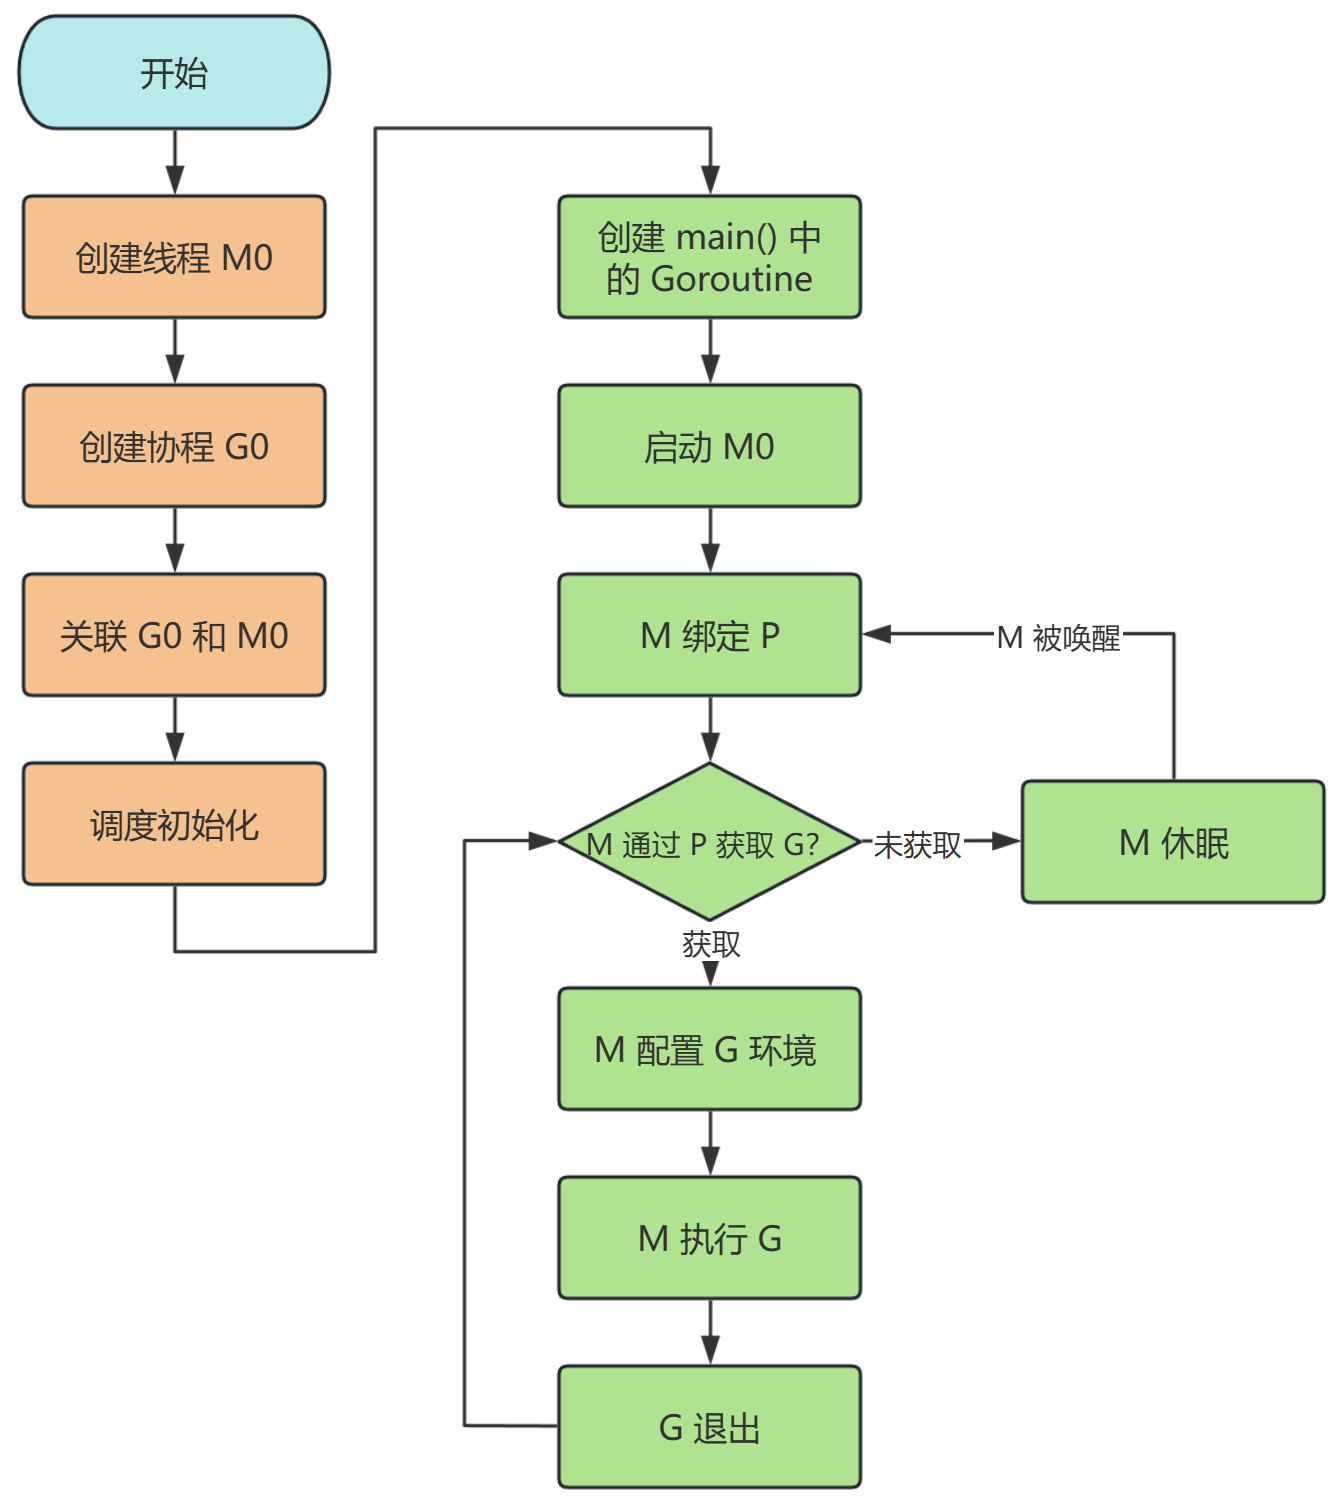 开始
创建线程 M0
创建协程 G0
关联 G0 和 M0
调度初始化
创建 main() 中
的 Goroutine
启动 M0
M 绑定 P
M 被唤醒
M 通过 P 获取 G?
未获取
M 休眠
获取
M 配置 G 环境
M 执行 G
G 退出